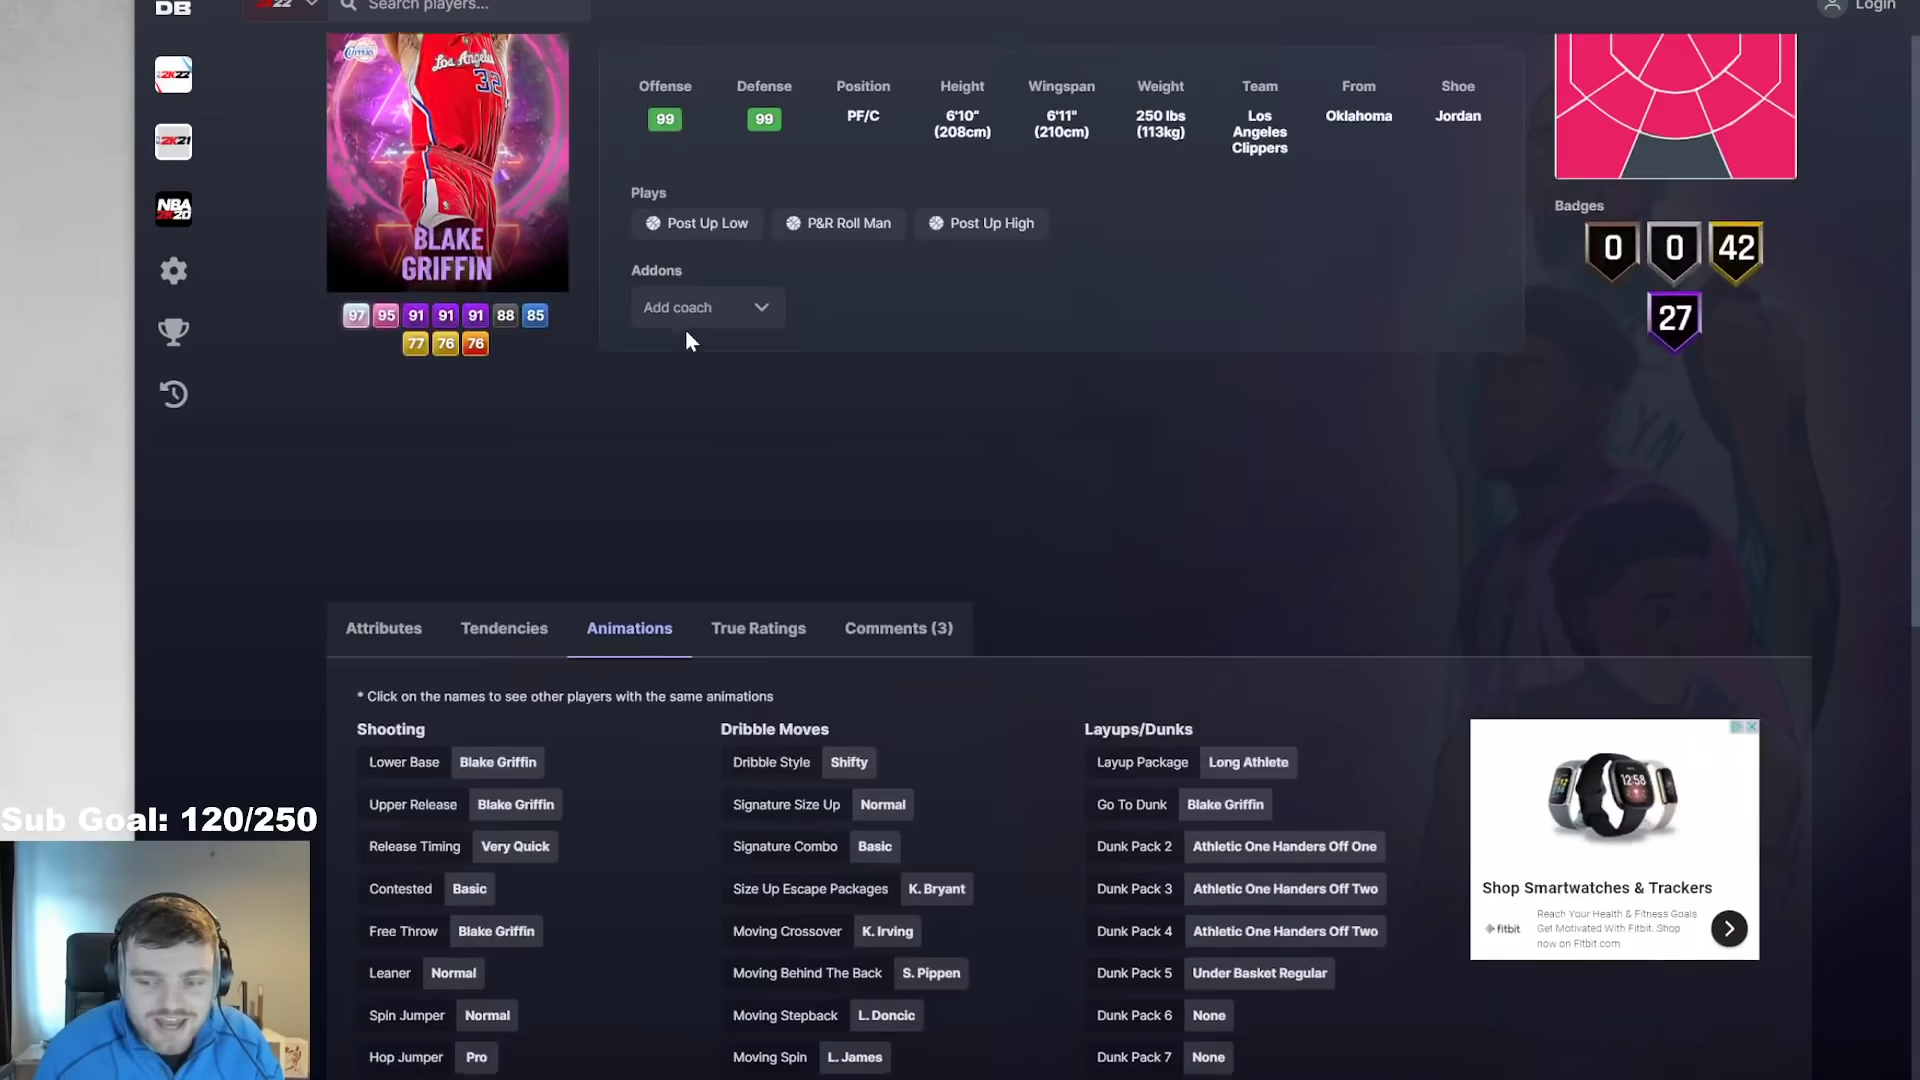 DB
2K22
Search players...
Login
2K22
2K21
NBA
2K20
CLIPPERS
Los Angeles
32
BLAKE
GRIFFIN
97 95 91 91 91 88 85
77 76 76
Offense Defense Position Height Wingspan Weight Team From Shoe
99 99 PF/C 6'10" 6'11" 250 lbs Los Oklahoma Jordan
(208cm) (210cm) (113kg) Angeles
Clippers
Plays
Post Up Low P&R Roll Man Post Up High
Addons
Add coach
Badges
0 0 42
27
Attributes Tendencies Animations True Ratings Comments (3)
* Click on the names to see other players with the same animations
Shooting
Lower Base Blake Griffin
Upper Release Blake Griffin
Release Timing Very Quick
Contested Basic
Free Throw Blake Griffin
Leaner Normal
Spin Jumper Normal
Hop Jumper Pro
Dribble Moves
Dribble Style Shifty
Signature Size Up Normal
Signature Combo Basic
Size Up Escape Packages K. Bryant
Moving Crossover K. Irving
Moving Behind The Back S. Pippen
Moving Stepback L. Doncic
Moving Spin L. James
Layups/Dunks
Layup Package Long Athlete
Go To Dunk Blake Griffin
Dunk Pack 2 Athletic One Handers Off One
Dunk Pack 3 Athletic One Handers Off Two
Dunk Pack 4 Athletic One Handers Off Two
Dunk Pack 5 Under Basket Regular
Dunk Pack 6 None
Dunk Pack 7 None
12:58
Shop Smartwatches & Trackers
fitbit
Reach Your Health & Fitness Goals
Get Motivated With Fitbit. Shop
now on Fitbit.com.
Sub Goal: 120/250